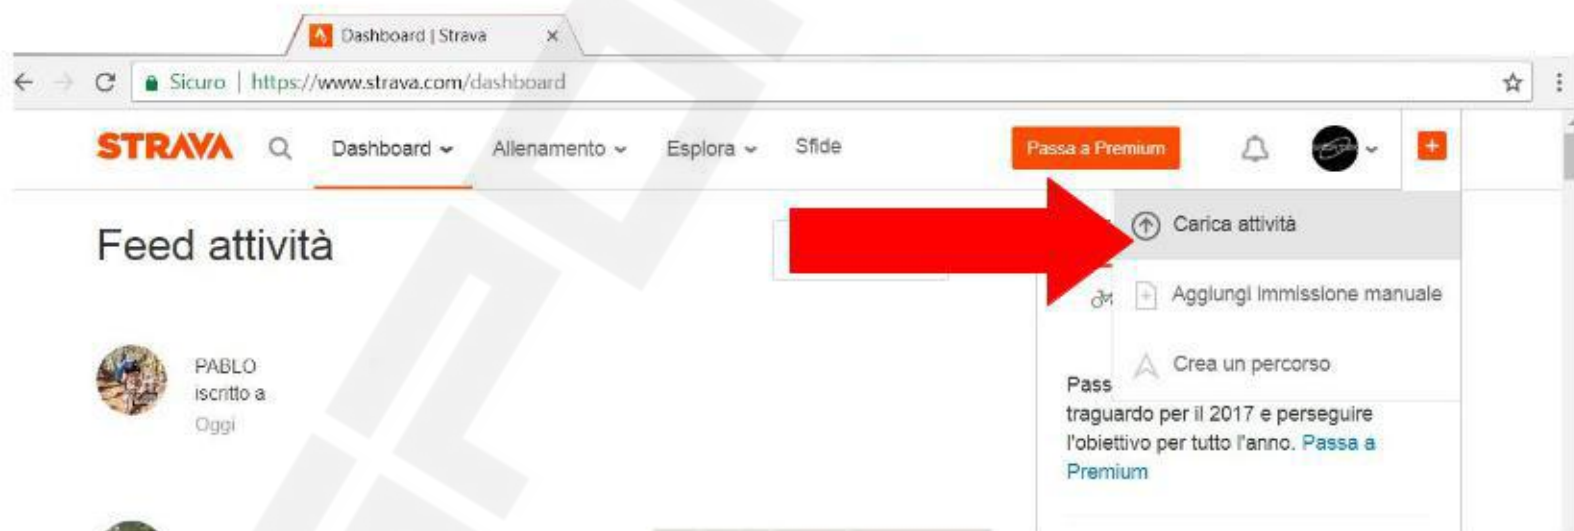 Dashboard | Strava
Sicuro | https://www.strava.com/dashboard
STRAVA Dashboard Allenamento Esplora Sfide Passa a Premium
Carica attività
Feed attività
Aggiungi immissione manuale
Crea un percorso
PABLO
iscritto a
Oggi
Pass
traguardo per il 2017 e perseguire
l'obiettivo per tutto l'anno. Passa a
Premium